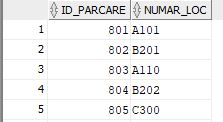 ID_PARCARE NUMAR_LOC
1 801 A101
2 802 B201
3 803 A110
4 804 B202
5 805 C300